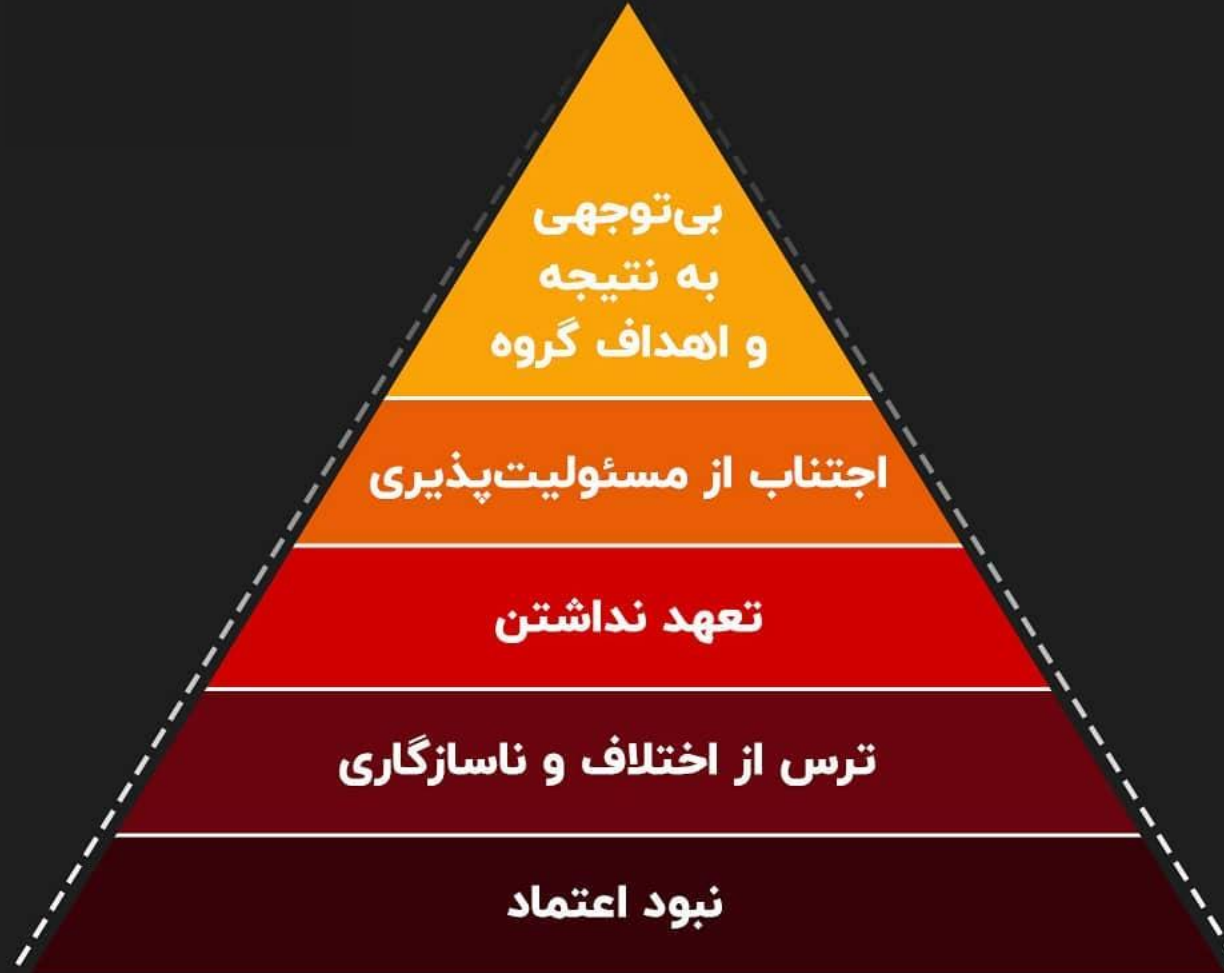 بی‌توجهی
به نتیجه
و اهداف گروه
اجتناب از مسئولیت‌پذیری
تعهد نداشتن
ترس از اختلاف و ناسازگاری
نبود اعتماد